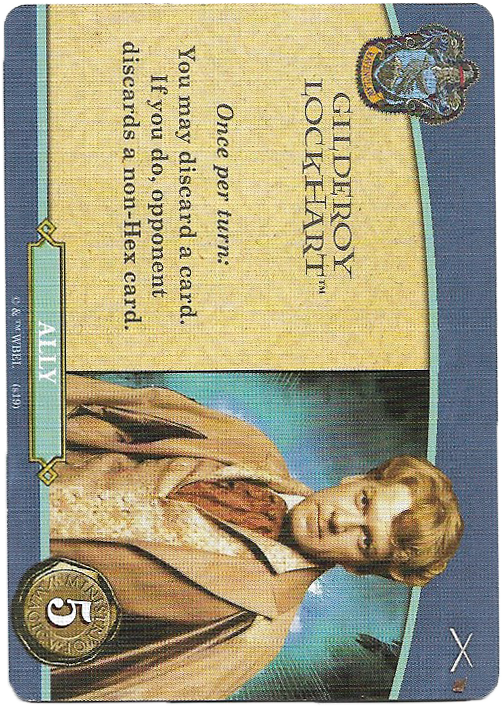 GILDEROY
LOCKHART™
Once per turn:
You may discard a card.
If you do, opponent
discards a non-Hex card.
ALLY
© & ™ WBEI. (s19)
5
X